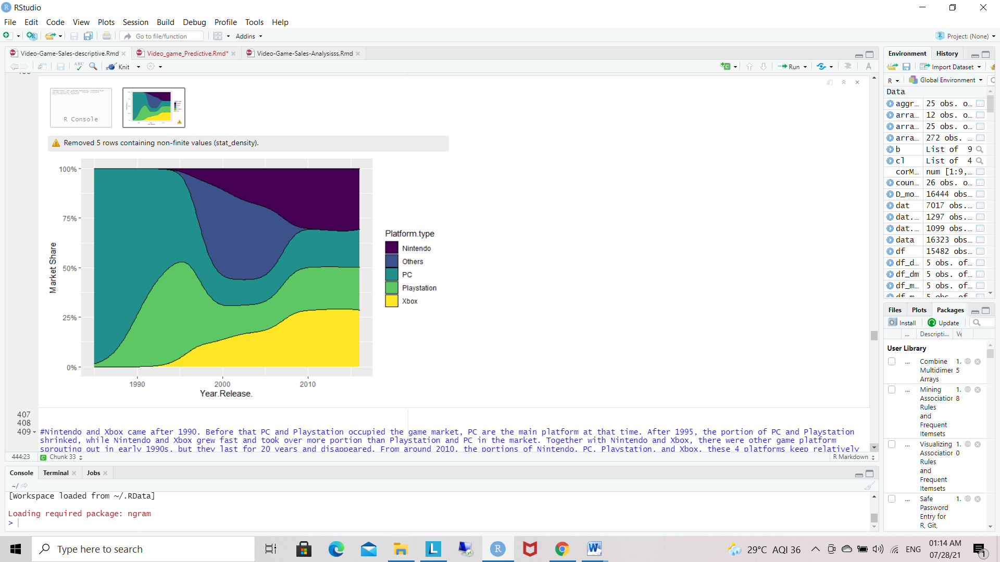 RStudio
File Edit Code View Plots Session Build Debug Profile Tools Help
Go to file/function Addins Project: (None)
Video-Game-Sales-descriptive.Rmd Video_game_Predictive.Rmd* Video-Game-Sales-Analysisss.Rmd
ABC Knit Run
R Console
Removed 5 rows containing non-finite values (stat_density).
100%
75%
50%
25%
0%
Market Share
1990 2000 2010
Year.Release.
Platform.type
Nintendo
Others
PC
Playstation
Xbox
407
408
409
#Nintendo and Xbox came after 1990. Before that PC and Playstation occupied the game market, PC are the main platform at that time. After 1995, the portion of PC and Playstation
shrinked, while Nintendo and Xbox grew fast and took over more portion than Playstation and PC in the market. Together with Nintendo and Xbox, there were other game platform
sprouting out in early 1990s, but they last for 20 years and disappeared. From around 2010, the portions of Nintendo, PC, Playstation, and Xbox, these 4 platforms keep relatively
444:23 Chunk 33 R Markdown
Console Terminal Jobs
~/
[Workspace loaded from ~/.RData]
Loading required package: ngram
>
Environment History
Import Dataset
R Global Environment
Data
aggr... 25 obs. o...
arra... 12 obs. o...
arra... 25 obs. o...
arra... 272 obs. ...
b List of 9
cl List of 4
corM... num [1:9,...
coun... 26 obs. o...
D_mo... 16444 obs...
dat 7017 obs....
dat... 1297 obs...
dat... 1099 obs...
data 16323 obs...
df 15482 obs...
df_d... 5 obs. of...
df_dm 5 obs. of...
df_m... 5 obs. of...
df_m... 5 obs. of...
Files Plots Packages
Install Update
... Descripti... Ve
User Library
... Combine 1.
Multidimer 5
Arrays
... Mining 1.
Association 8
Rules
and
Frequent
Itemsets
... Visualizing 1.
Association 0
Rules
and
Frequent
Itemsets
... Safe 1.
Password
Entry for
R, Git,
Type here to search
29°C AQI 36 ENG
01:14 AM
07/28/21
1